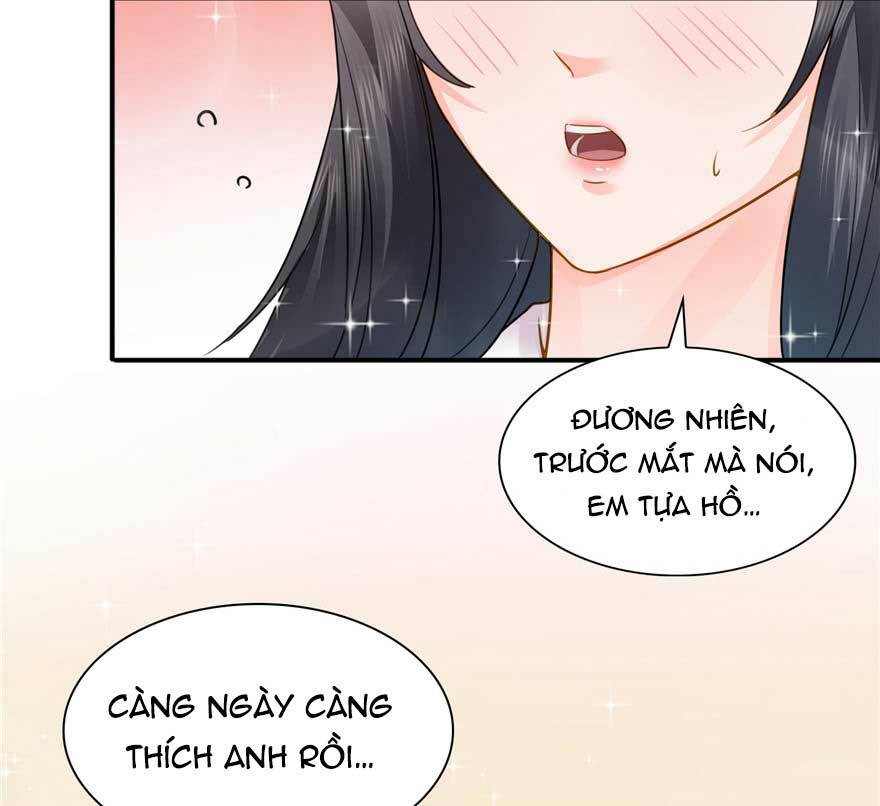 ĐƯƠNG NHIÊN,
TRƯỚC MẮT MÀ NÓI,
EM TỰA HỒ...
CÀNG NGÀY CÀNG
THÍCH ANH RỒI...